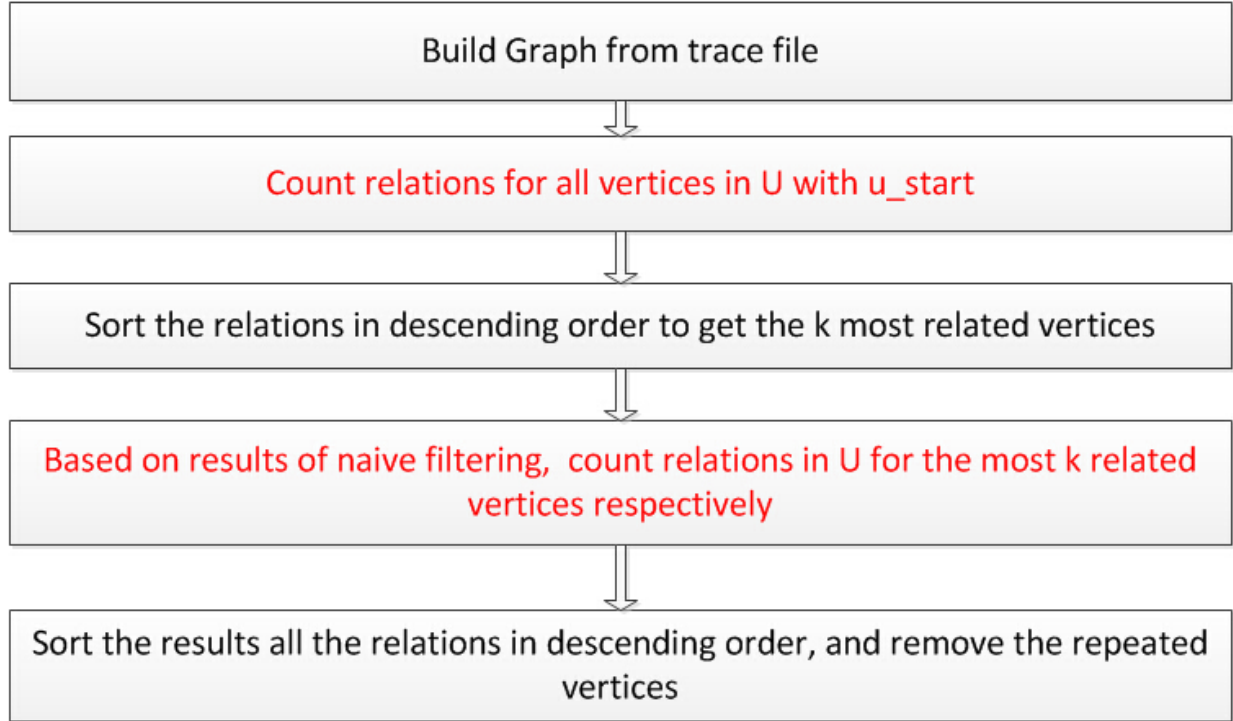 Build Graph from trace file
Count relations for all vertices in U with u_start
Sort the relations in descending order to get the k most related vertices
Based on results of naive filtering, count relations in U for the most k related
vertices respectively
Sort the results all the relations in descending order, and remove the repeated
vertices